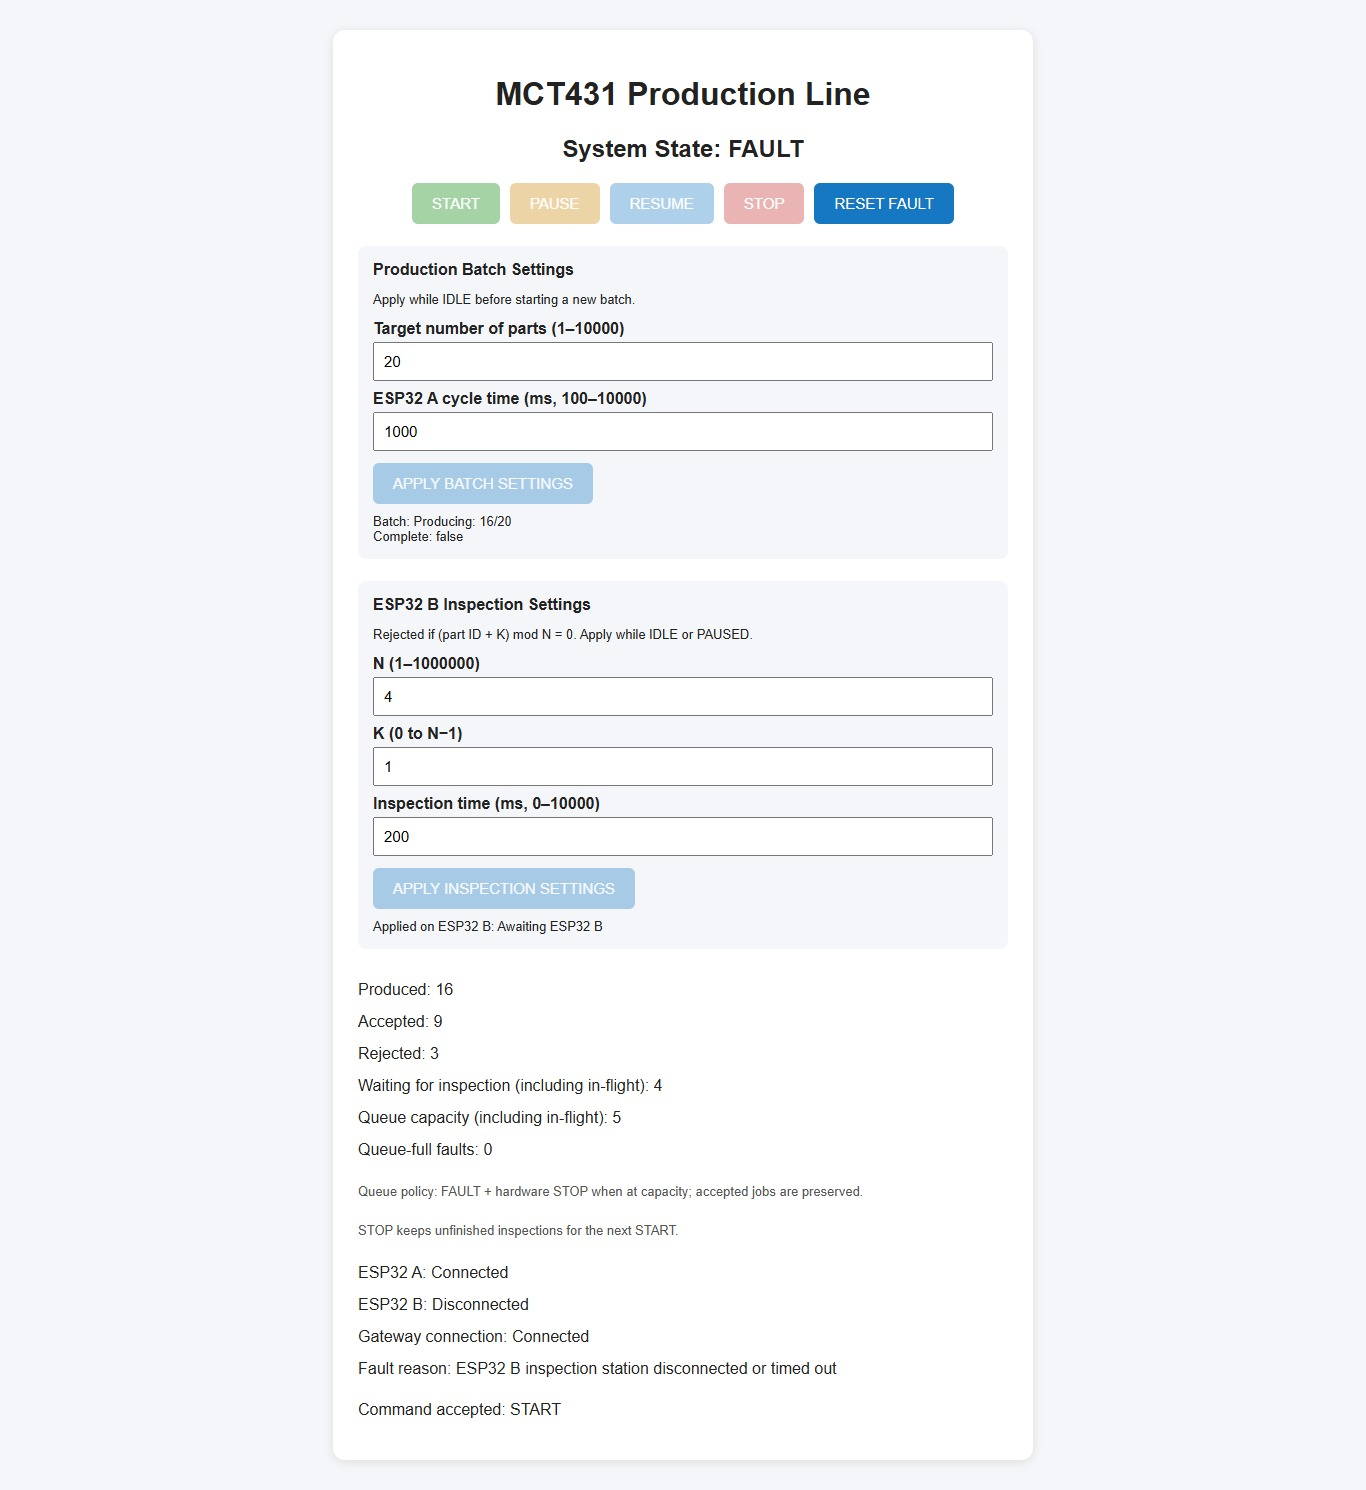 MCT431 Production Line
System State: FAULT
START PAUSE RESUME STOP RESET FAULT
Production Batch Settings
Apply while IDLE before starting a new batch.
Target number of parts (1–10000)
20
ESP32 A cycle time (ms, 100–10000)
1000
APPLY BATCH SETTINGS
Batch: Producing: 16/20
Complete: false
ESP32 B Inspection Settings
Rejected if (part ID + K) mod N = 0. Apply while IDLE or PAUSED.
N (1–1000000)
4
K (0 to N−1)
1
Inspection time (ms, 0–10000)
200
APPLY INSPECTION SETTINGS
Applied on ESP32 B: Awaiting ESP32 B
Produced: 16
Accepted: 9
Rejected: 3
Waiting for inspection (including in-flight): 4
Queue capacity (including in-flight): 5
Queue-full faults: 0
Queue policy: FAULT + hardware STOP when at capacity; accepted jobs are preserved.
STOP keeps unfinished inspections for the next START.
ESP32 A: Connected
ESP32 B: Disconnected
Gateway connection: Connected
Fault reason: ESP32 B inspection station disconnected or timed out
Command accepted: START